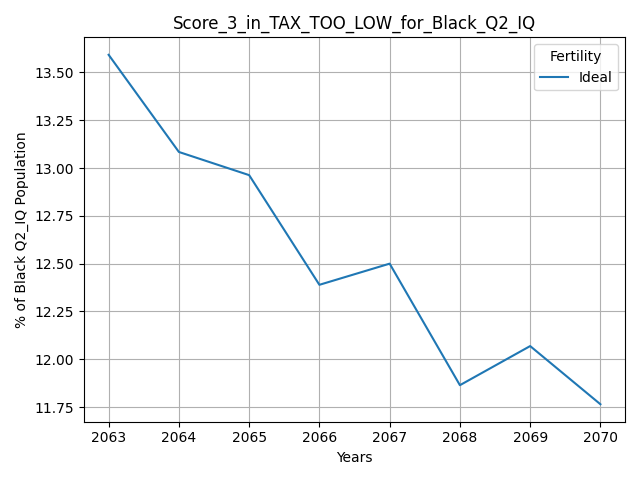 Score_3_in_TAX_TOO_LOW_for_Black_Q2_IQ
Fertility
Ideal
% of Black Q2_IQ Population
13.50
13.25
13.00
12.75
12.50
12.25
12.00
11.75
2063 2064 2065 2066 2067 2068 2069 2070
Years